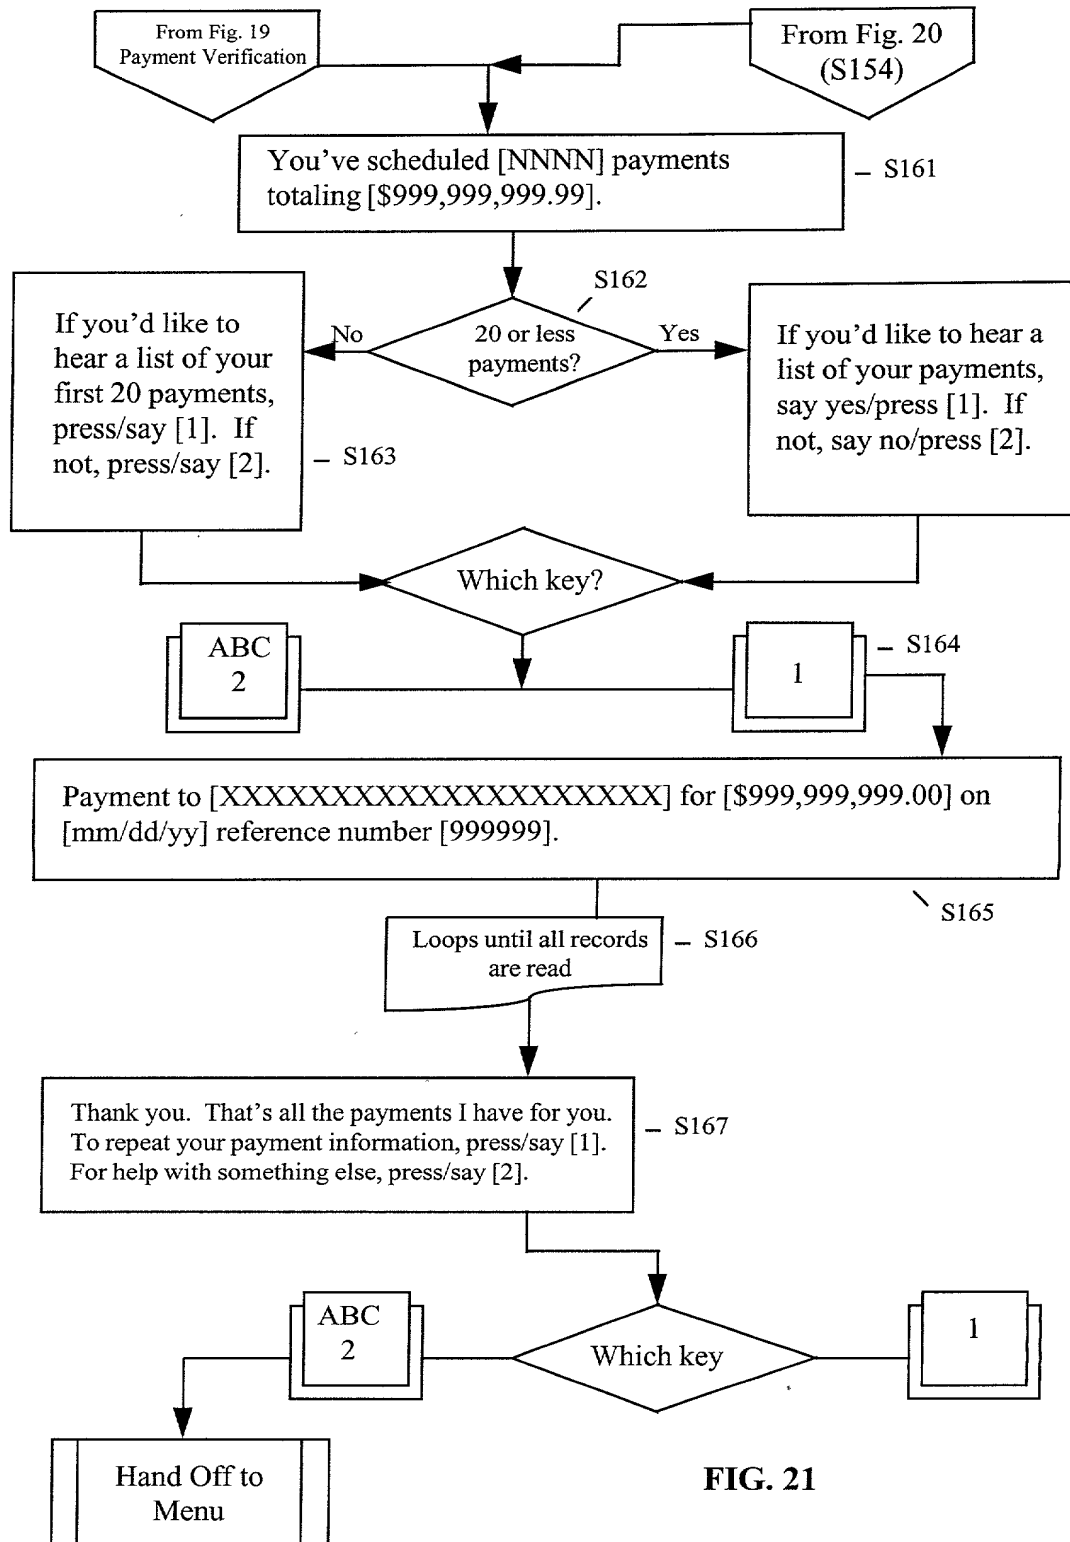 From Fig. 19
Payment Verification
From Fig. 20
(S154)
You’ve scheduled [NNNN] payments
totaling [$999,999,999.99].
S161
S162
If you’d like to
hear a list of your
first 20 payments,
press/say [1].  If
not, press/say [2].
S163
No
20 or less
payments?
Yes
If you’d like to hear a
list of your payments,
say yes/press [1].  If
not, say no/press [2].
Which key?
ABC
2
1
S164
Payment to [XXXXXXXXXXXXXXXXXXXX] for [$999,999,999.00] on
[mm/dd/yy] reference number [999999].
S165
Loops until all records
are read
S166
Thank you.  That’s all the payments I have for you.
To repeat your payment information, press/say [1].
For help with something else, press/say [2].
S167
ABC
2
Which key
1
Hand Off to
Menu
FIG. 21